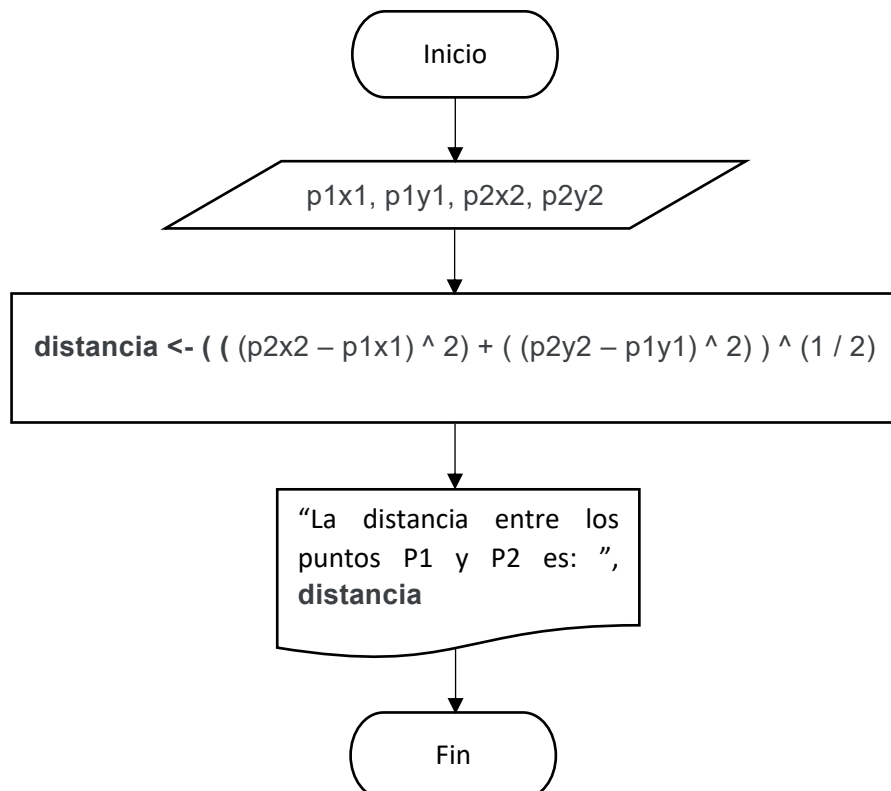 Inicio
p1x1, p1y1, p2x2, p2y2
distancia <- ( ( (p2x2 – p1x1) ^ 2) + ( (p2y2 – p1y1) ^ 2) ) ^ (1 / 2)
“La distancia entre los
puntos P1 y P2 es: ”,
distancia
Fin